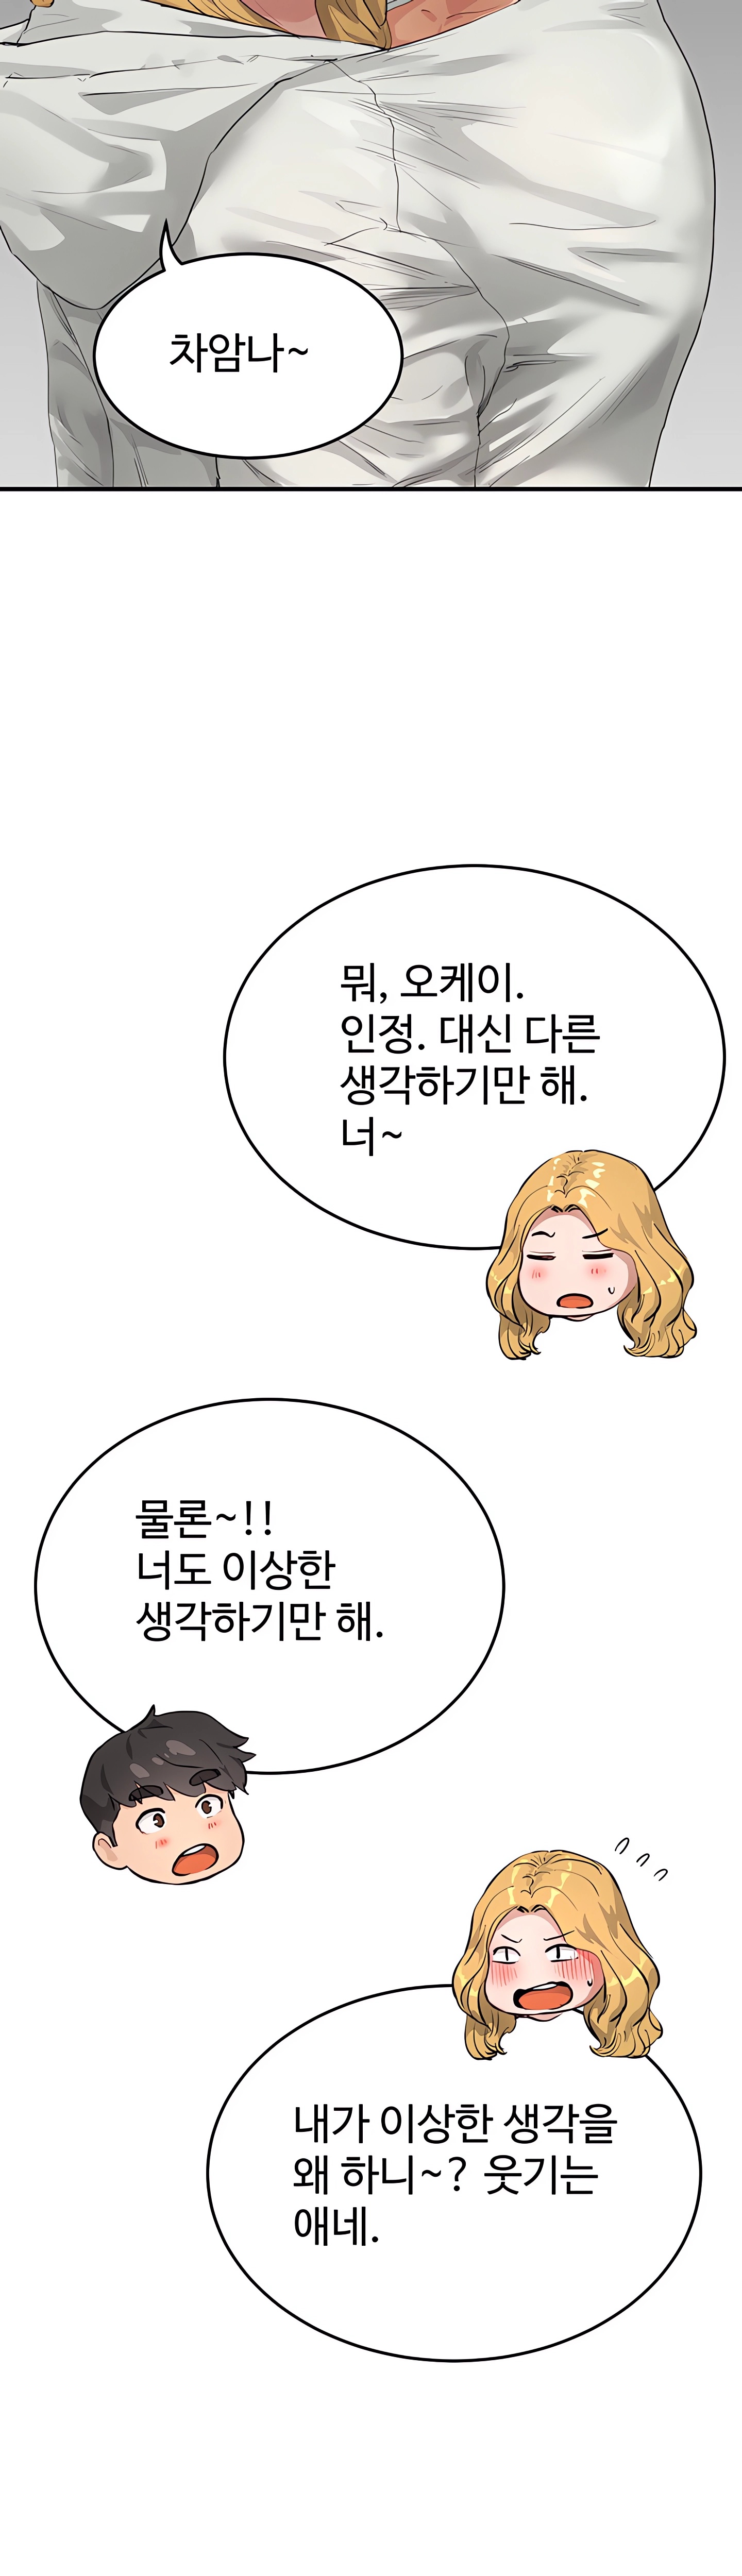 차암나~
뭐, 오케이.
인정. 대신 다른
생각하기만 해.
너~
물론~!!
너도 이상한
생각하기만 해.
내가 이상한 생각을
왜 하니~? 웃기는
애네.